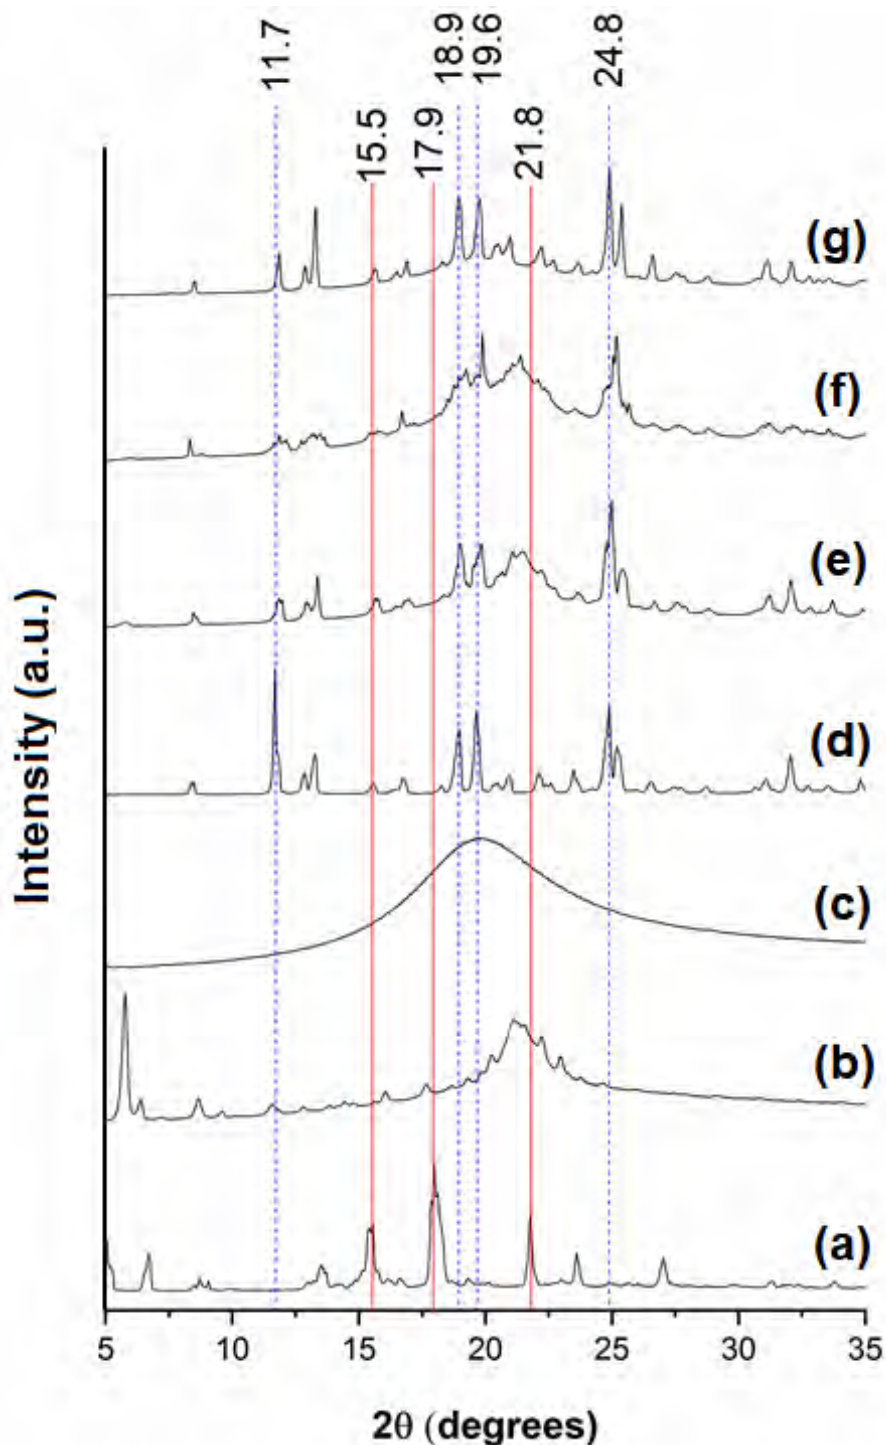 11.7
18.9
19.6
24.8
15.5
17.9
21.8
(g)
(f)
(e)
(d)
(c)
(b)
(a)
Intensity (a.u.)
5 10 15 20 25 30 35
2θ (degrees)